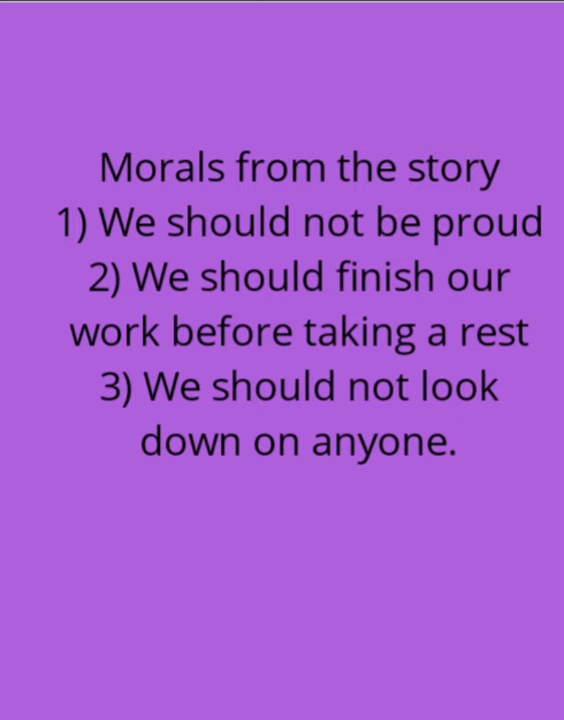 Morals from the story
1) We should not be proud
2) We should finish our
work before taking a rest
3) We should not look
down on anyone.